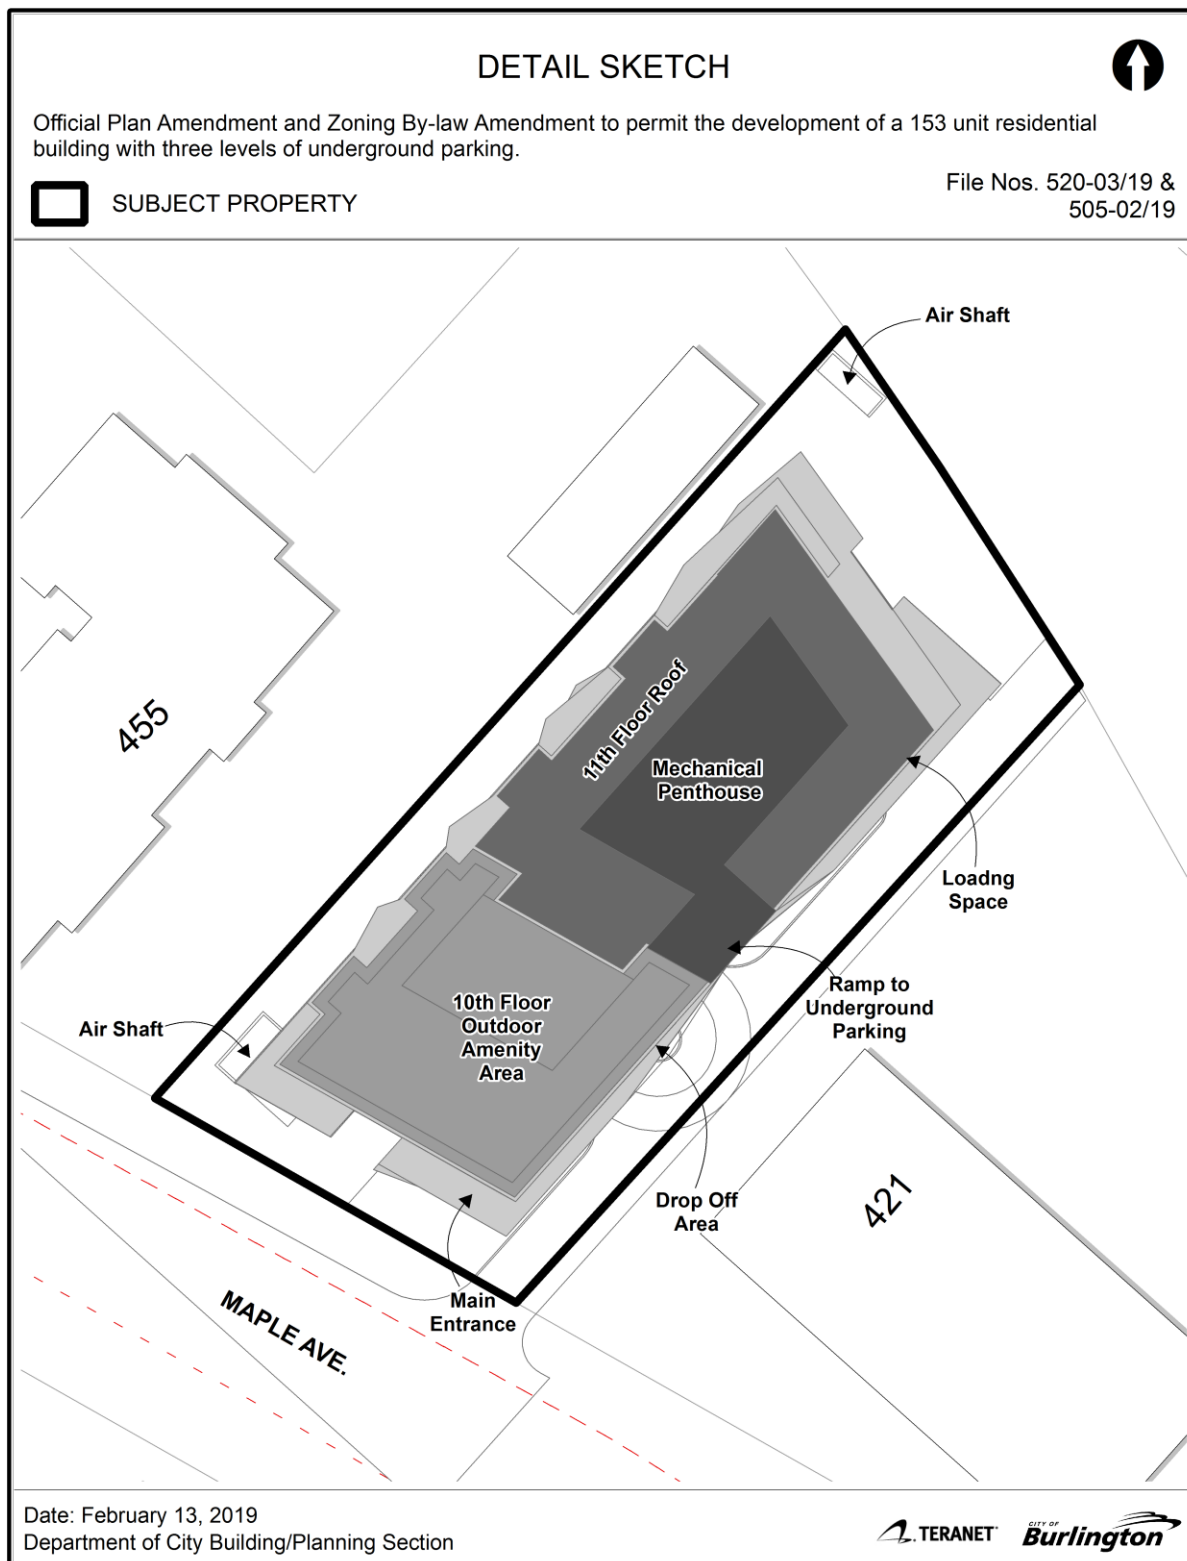 DETAIL SKETCH
Official Plan Amendment and Zoning By-law Amendment to permit the development of a 153 unit residential
building with three levels of underground parking.
SUBJECT PROPERTY
File Nos. 520-03/19 &
505-02/19
Air Shaft
455
11th Floor Roof
Mechanical
Penthouse
Loadng
Space
Ramp to
Underground
Parking
10th Floor
Outdoor
Amenity
Area
Air Shaft
Drop Off
Area
421
Main
Entrance
MAPLE AVE.
Date: February 13, 2019
Department of City Building/Planning Section
TERANET
CITY OF
Burlington